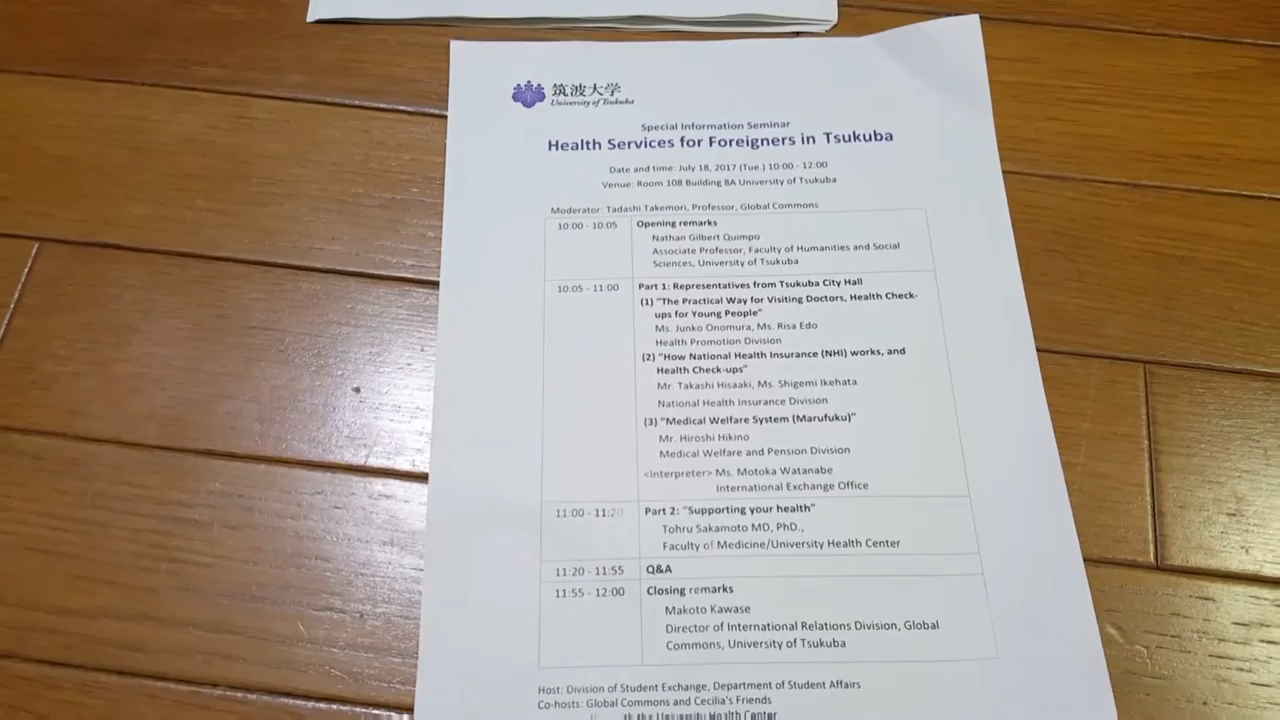 筑波大学
University of Tsukuba
Special Information Seminar
Health Services for Foreigners in Tsukuba
Date and time: July 18, 2017 (Tue.) 10:00 - 12:00
Venue: Room 108 Building 8A University of Tsukuba
Moderator: Tadashi Takemori, Professor, Global Commons
10:00 - 10:05 Opening remarks
Nathan Gilbert Quimpo
Associate Professor, Faculty of Humanities and Social
Sciences, University of Tsukuba
10:05 - 11:00 Part 1: Representatives from Tsukuba City Hall
(1) "The Practical Way for Visiting Doctors, Health Check-
ups for Young People"
Ms. Junko Onomura, Ms. Risa Edo
Health Promotion Division
(2) "How National Health Insurance (NHI) works, and
Health Check-ups"
Mr. Takashi Hisaaki, Ms. Shigemi Ikehata
National Health Insurance Division
(3) "Medical Welfare System (Marufuku)"
Mr. Hiroshi Hikino
Medical Welfare and Pension Division
<Interpreter> Ms. Motoka Watanabe
International Exchange Office
11:00 - 11:20 Part 2: "Supporting your health"
Tohru Sakamoto MD, PhD.,
Faculty of Medicine/University Health Center
11:20 - 11:55 Q&A
11:55 - 12:00 Closing remarks
Makoto Kawase
Director of International Relations Division, Global
Commons, University of Tsukuba
Host: Division of Student Exchange, Department of Student Affairs
Co-hosts: Global Commons and Cecilia's Friends
the University Health Center